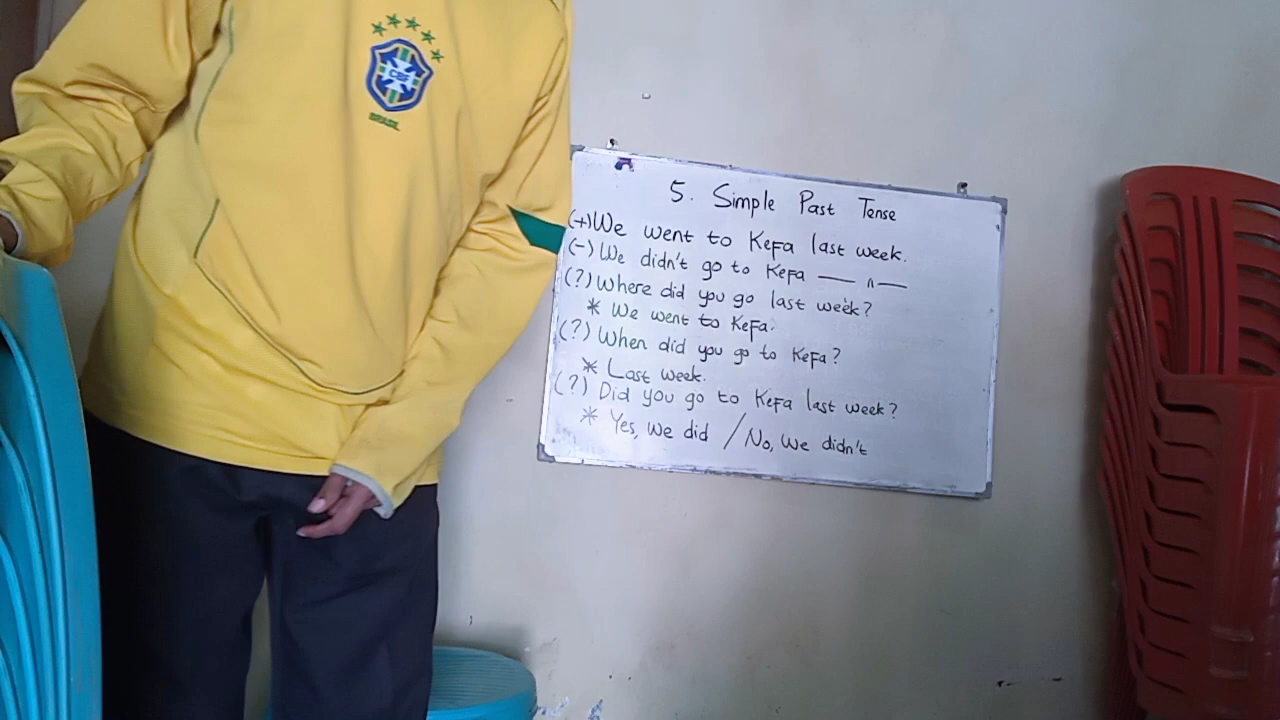 CBF
BRASIL
5. Simple Past Tense
(+) We went to Kefa last week.
(-) We didn't go to Kefa — " —
(?) Where did you go last week?
* We went to Kefa.
(?) When did you go to Kefa?
* Last week.
(?) Did you go to Kefa last week?
* Yes, we did / No, we didn't